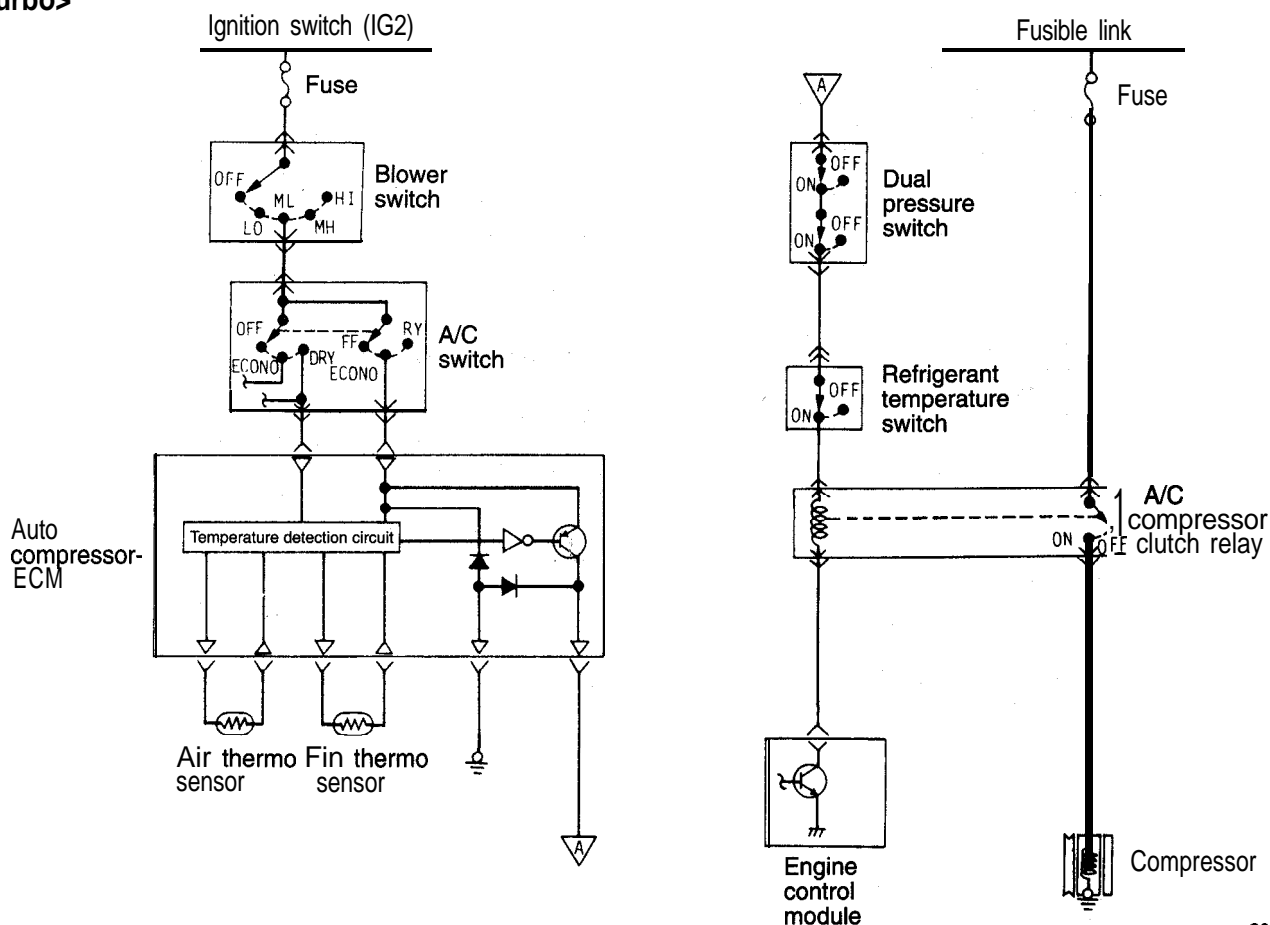 urbo>
Ignition switch (IG2)
Fuse
OFF
ML
HI
LO
MH
Blower
switch
OFF
ECONO
DRY
FF
RY
ECONO
A/C
switch
Auto
compressor-
ECM
Temperature detection circuit
Air thermo
sensor
Fin thermo
sensor
A
Fusible link
A
Fuse
OFF
ON
OFF
ON
Dual
pressure
switch
OFF
ON
Refrigerant
temperature
switch
ON
OFF
A/C
compressor
clutch relay
Engine
control
module
Compressor